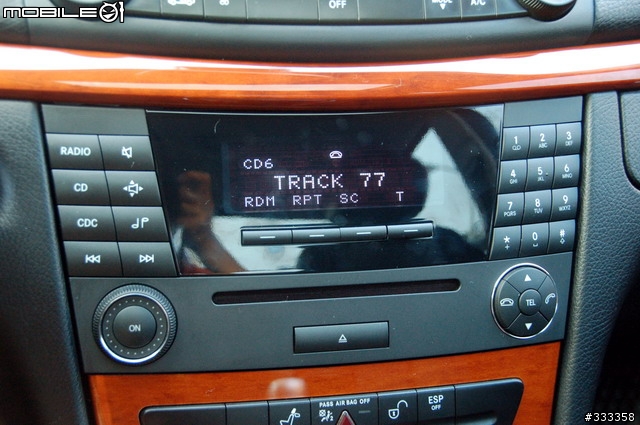 MOBILE01
OFF
A/C
RADIO
CD
CDC
CD6
TRACK 77
RDM RPT SC T
1 2 ABC 3 DEF
4 GHI 5 JKL 6 MNO
7 PQRS 8 TUV 9 WXYZ
* 0 #
ON
TEL
PASS AIR BAG OFF
ESP
OFF
#333358